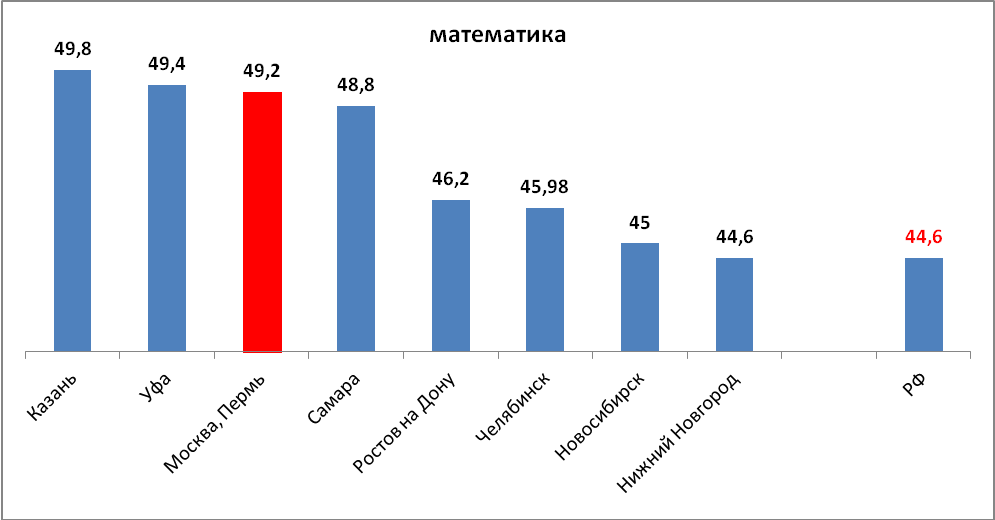 математика
49,8
49,4
49,2
48,8
46,2
45,98
45
44,6
44,6
Казань
Уфа
Москва, Пермь
Самара
Ростов на Дону
Челябинск
Новосибирск
Нижний Новгород
РФ